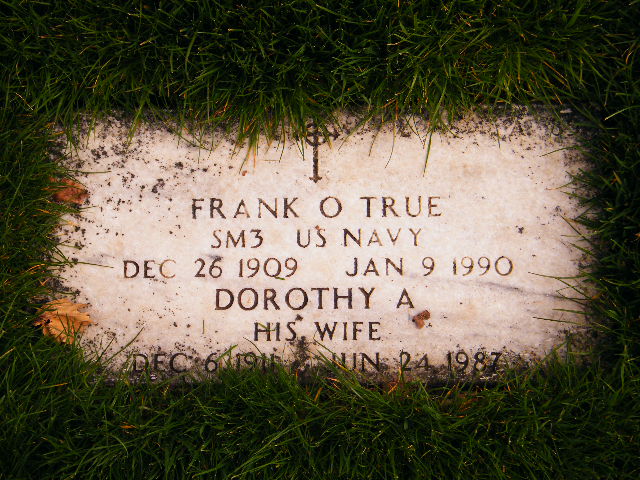 FRANK O TRUE
SM3 US NAVY
DEC 26 1909 JAN 9 1990
DOROTHY A
HIS WIFE
DEC 6 1911 JUN 24 1987